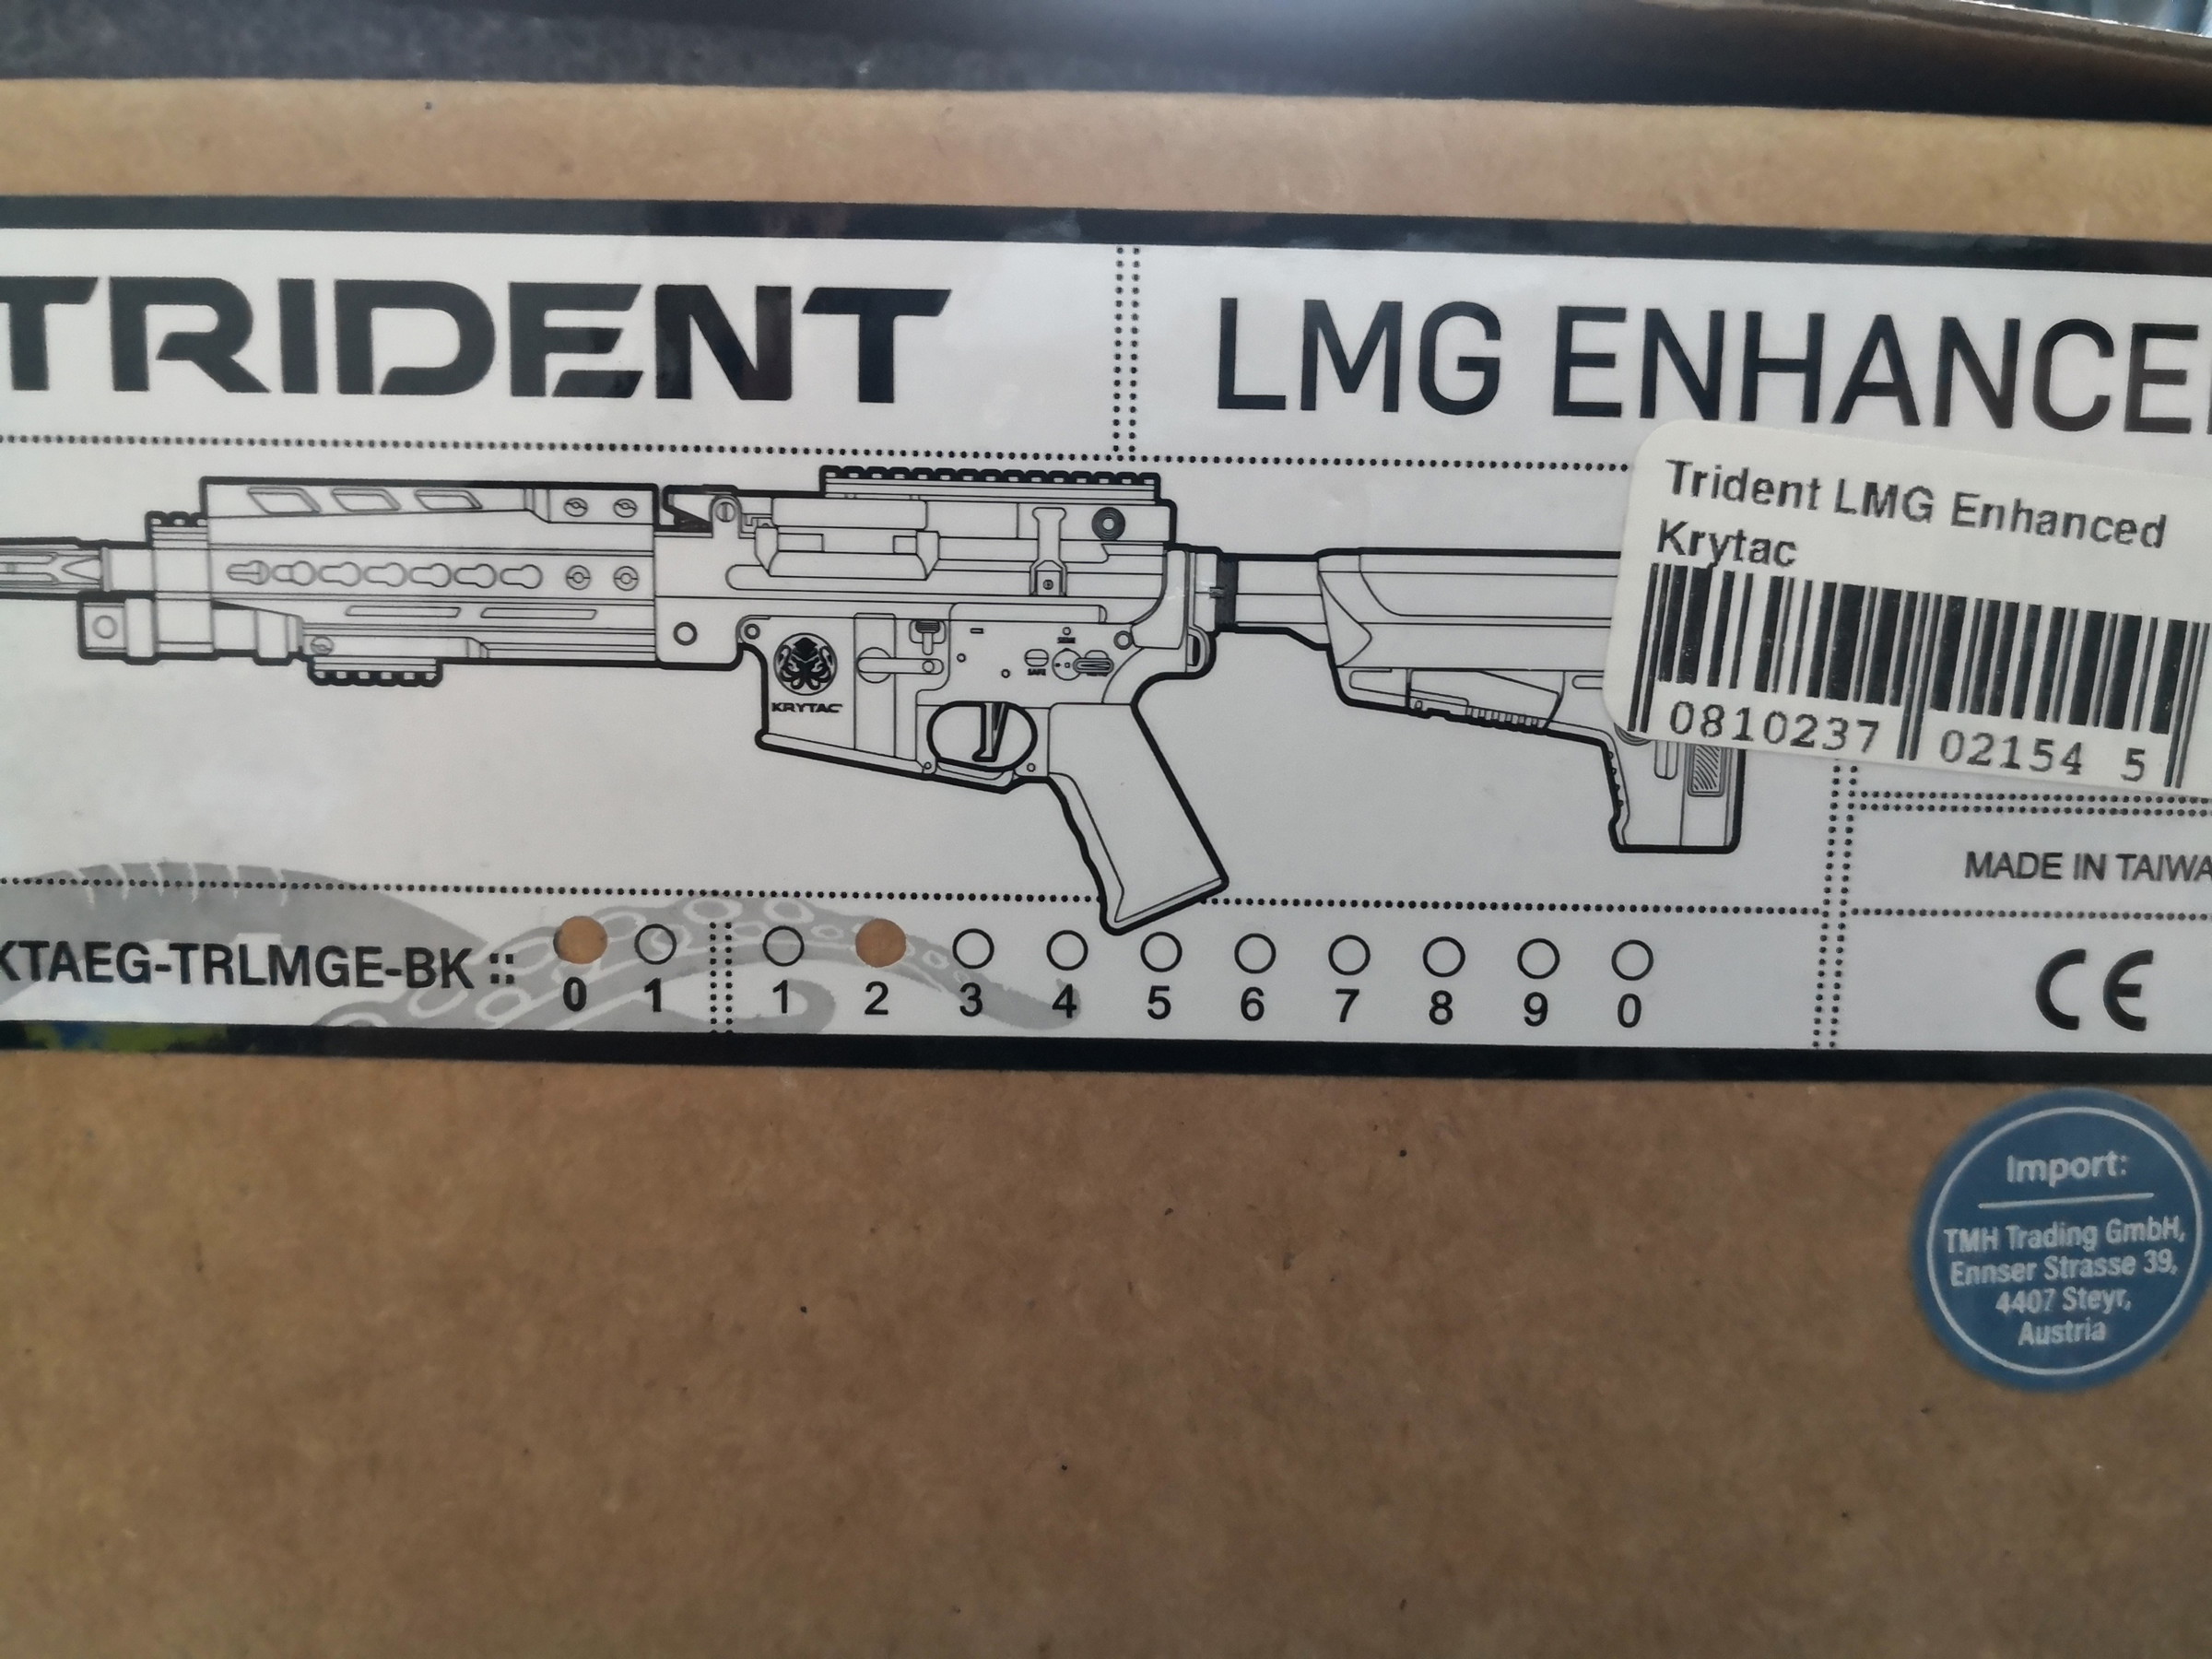 TRIDENT
LMG ENHANCE
Trident LMG Enhanced
Krytac
0810237 02154 5
KRYTAC
SAFE
MADE IN TAIWA
KTAEG-TRLMGE-BK ::
0 1 1 2 3 4 5 6 7 8 9 0
CE
Import:
TMH Trading GmbH,
Ennser Strasse 39,
4407 Steyr,
Austria